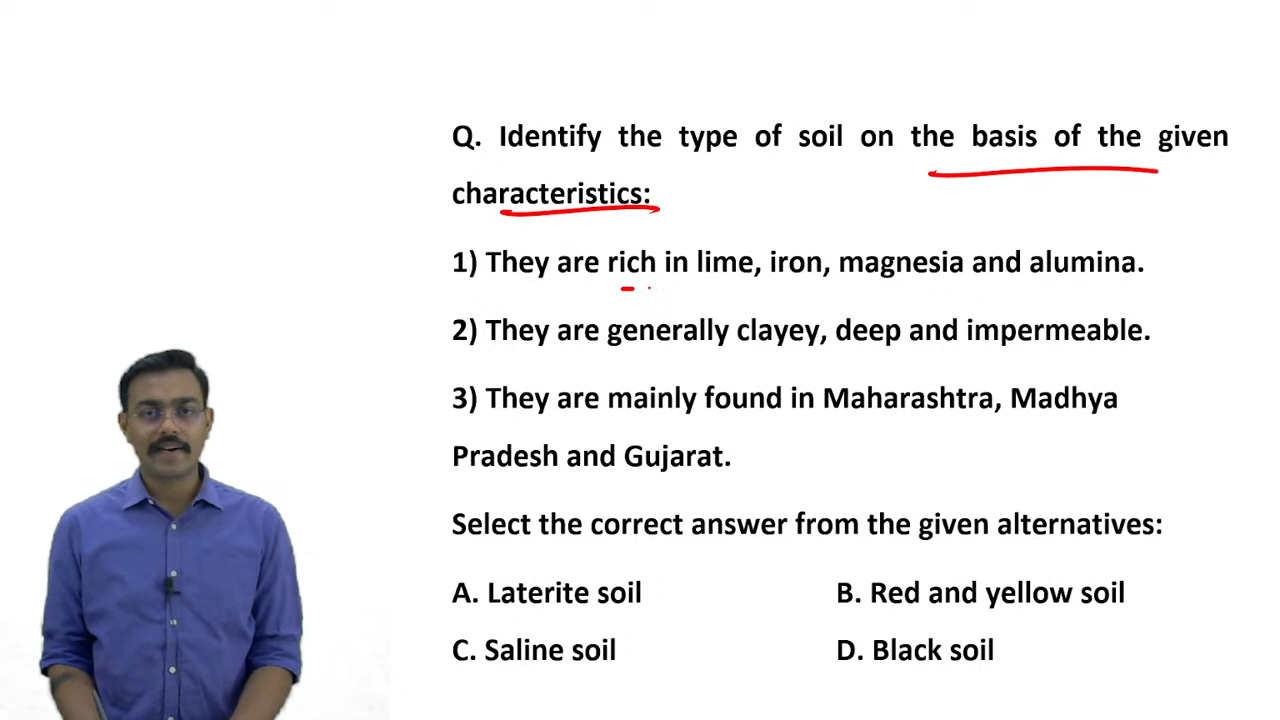 Q. Identify the type of soil on the basis of the given
characteristics:
1) They are rich in lime, iron, magnesia and alumina.
2) They are generally clayey, deep and impermeable.
3) They are mainly found in Maharashtra, Madhya
Pradesh and Gujarat.
Select the correct answer from the given alternatives:
A. Laterite soil B. Red and yellow soil
C. Saline soil D. Black soil